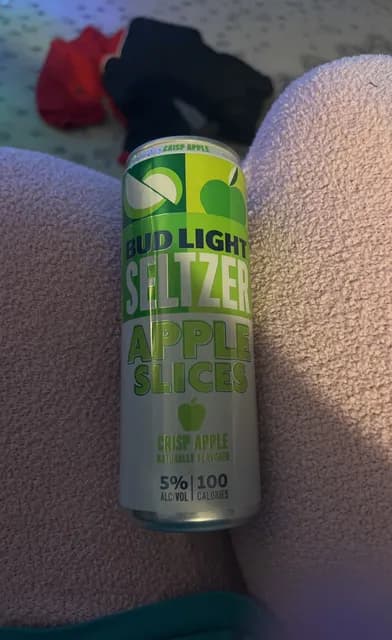 CRISP APPLE
BUD LIGHT
SELTZER
APPLE
SLICES
CRISP APPLE
NATURALLY FLAVORED
5% | 100
ALC/VOL CALORIES